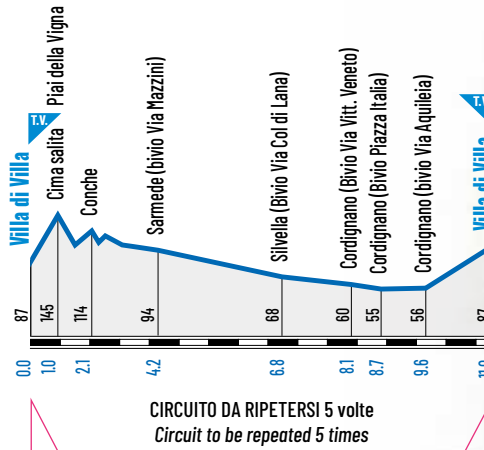 T.V.
Villa di Villa
Cima salita Piai della Vigna
Conche
Sarmede (bivio Via Mazzini)
Silvella (Bivio Via Col di Lana)
Cordignano (Bivio Via Vitt. Veneto)
Cordignano (Bivio Piazza Italia)
Cordignano (bivio Via Aquileia)
T.V.
Villa di Villa
87
145
114
94
68
60
55
56
87
0.0
1.0
2.1
4.2
6.8
8.1
8.7
9.6
CIRCUITO DA RIPETERSI 5 volte
Circuit to be repeated 5 times